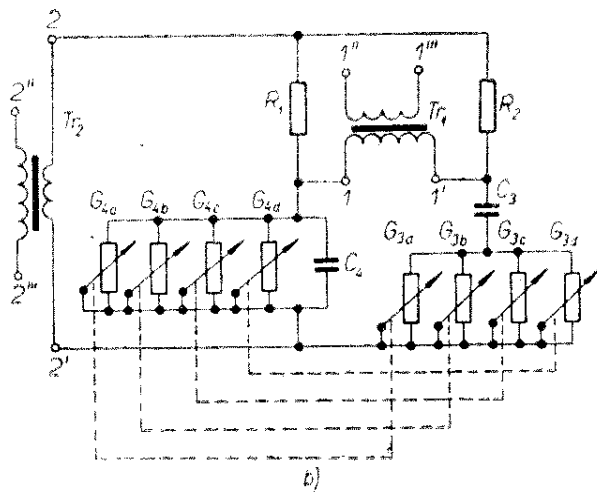 2
1'' 1'''
R₁ R₂
2''
Tr₂ Tr₁
1 1'
C₃
G₄ₐ G₄b G₄c G₄d
G₃ₐ G₃b G₃c G₃d
C₄
2'''
2'
b)